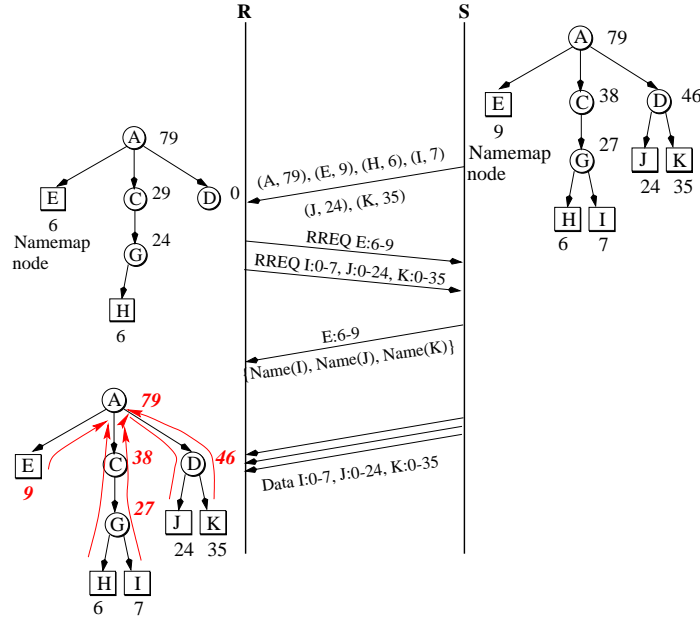 R
S
A 79
E
9
Namemap
node
C 38
D 46
G 27
J
24
K
35
H
6
I
7
A 79
E
6
Namemap
node
C 29
D 0
G 24
H
6
(A, 79), (E, 9), (H, 6), (I, 7)
(J, 24), (K, 35)
RREQ E:6-9
RREQ I:0-7, J:0-24, K:0-35
E:6-9
{Name(I), Name(J), Name(K)}
Data I:0-7, J:0-24, K:0-35
A 79
E
9
C 38
D 46
G 27
J
24
K
35
H
6
I
7